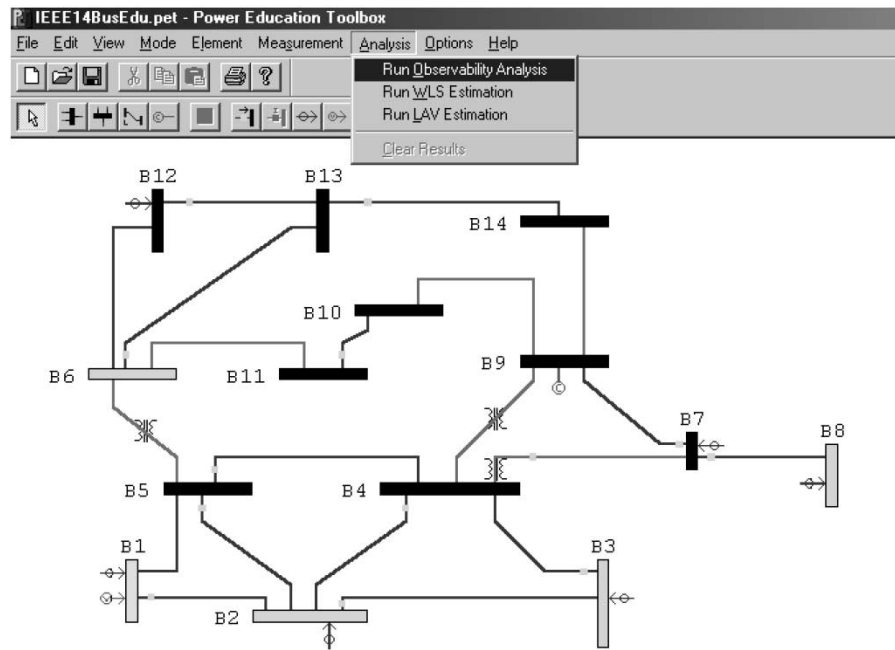 IEEE14BusEdu.pet - Power Education Toolbox
File Edit View Mode Element Measurement Analysis Options Help
Run Observability Analysis
Run WLS Estimation
Run LAV Estimation
Clear Results
B12 B13
B14
B10
B6 B11 B9
B7 B8
B5 B4
B1 B3
B2